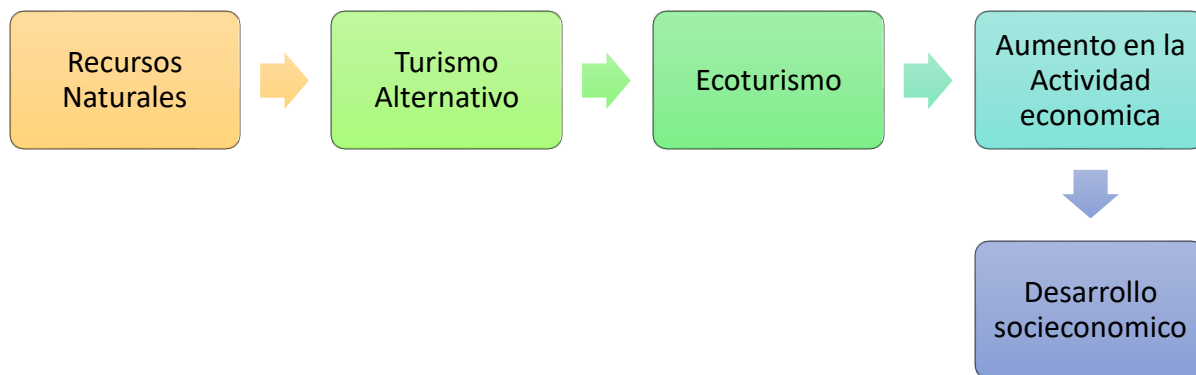 Recursos
Naturales
Turismo
Alternativo
Ecoturismo
Aumento en la
Actividad
economica
Desarrollo
socieconomico